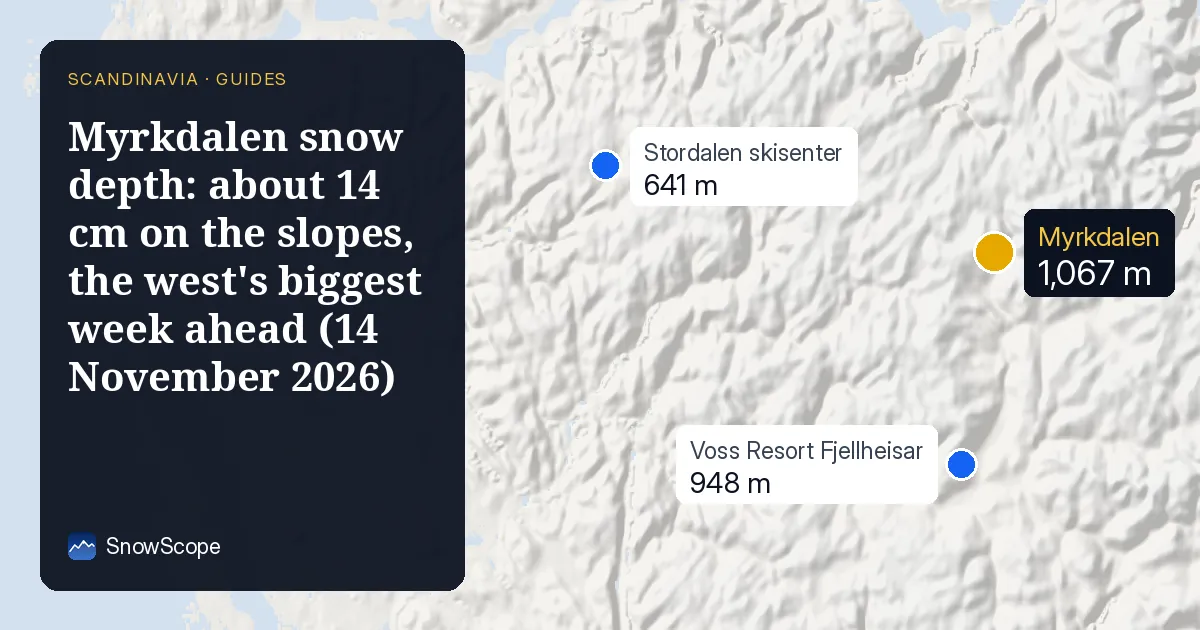 SCANDINAVIA · GUIDES
Myrkdalen snow
depth: about 14
cm on the slopes,
the west's biggest
week ahead (14
November 2026)
SnowScope
Stordalen skisenter
641 m
Myrkdalen
1,067 m
Voss Resort Fjellheisar
948 m